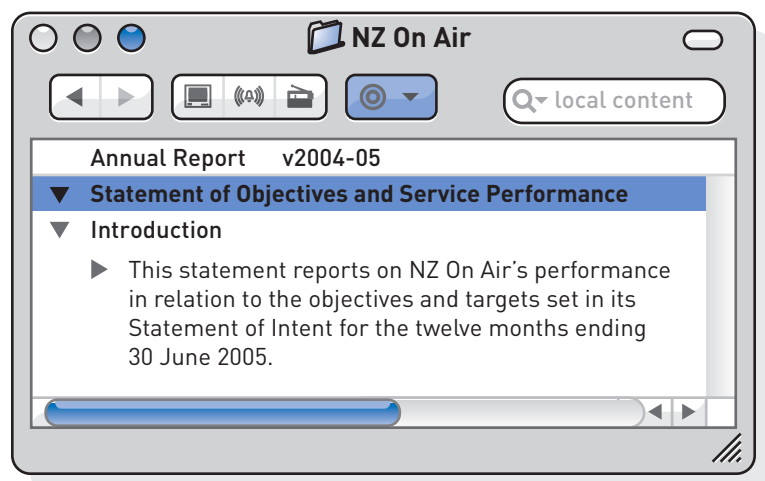 NZ On Air
local content
Annual Report v2004-05
Statement of Objectives and Service Performance
Introduction
This statement reports on NZ On Air's performance
in relation to the objectives and targets set in its
Statement of Intent for the twelve months ending
30 June 2005.